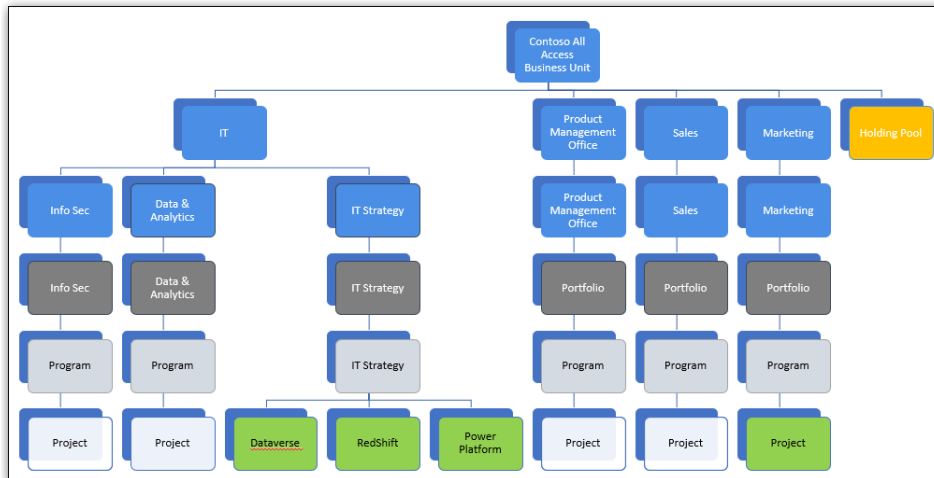 Contoso All
Access
Business Unit
IT
Product
Management
Office
Sales
Marketing
Holding Pool
Info Sec
Data &
Analytics
IT Strategy
Product
Management
Office
Sales
Marketing
Info Sec
Data &
Analytics
IT Strategy
Portfolio
Portfolio
Portfolio
Program
Program
IT Strategy
Program
Program
Program
Project
Project
Dataverse
RedShift
Power
Platform
Project
Project
Project